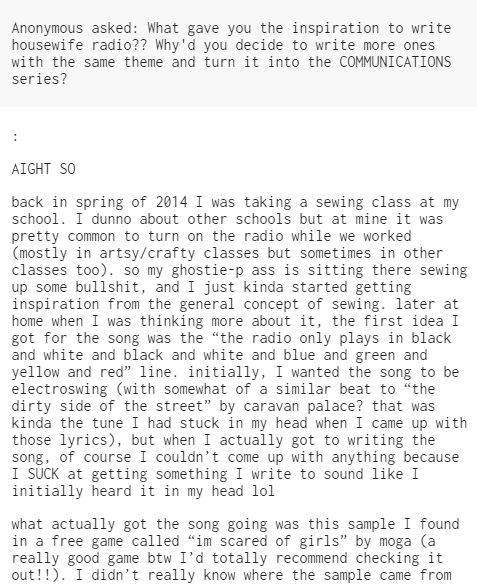 Anonymous asked: What gave you the inspiration to write
housewife radio?? Why'd you decide to write more ones
with the same theme and turn it into the COMMUNICATIONS
series?
:
AIGHT SO
back in spring of 2014 I was taking a sewing class at my
school. I dunno about other schools but at mine it was
pretty common to turn on the radio while we worked
(mostly in artsy/crafty classes but sometimes in other
classes too). so my ghostie-p ass is sitting there sewing
up some bullshit, and I just kinda started getting
inspiration from the general concept of sewing. later at
home when I was thinking more about it, the first idea I
got for the song was the “the radio only plays in black
and white and black and white and blue and green and
yellow and red” line. initially, I wanted the song to be
electroswing (with somewhat of a similar beat to “the
dirty side of the street” by caravan palace? that was
kinda the tune I had stuck in my head when I came up with
those lyrics), but when I actually got to writing the
song, of course I couldn’t come up with anything because
I SUCK at getting something I write to sound like I
initially heard it in my head lol
what actually got the song going was this sample I found
in a free game called “im scared of girls” by moga (a
really good game btw I’d totally recommend checking it
out!!). I didn’t really know where the sample came from